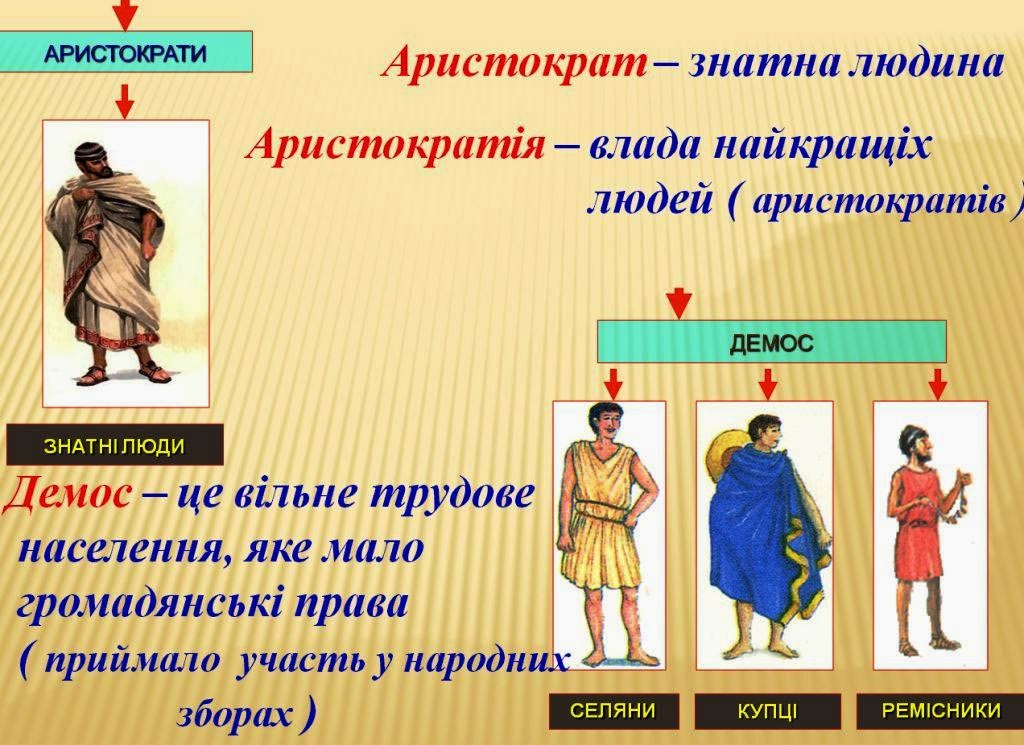 АРИСТОКРАТИ
Аристократ – знатна людина
Аристократія – влада найкращіх
людей ( аристократів )
ДЕМОС
ЗНАТНІ ЛЮДИ
Демос – це вільне трудове
населення, яке мало
громадянські права
( приймало участь у народних
зборах )
СЕЛЯНИ
КУПЦІ
РЕМІСНИКИ